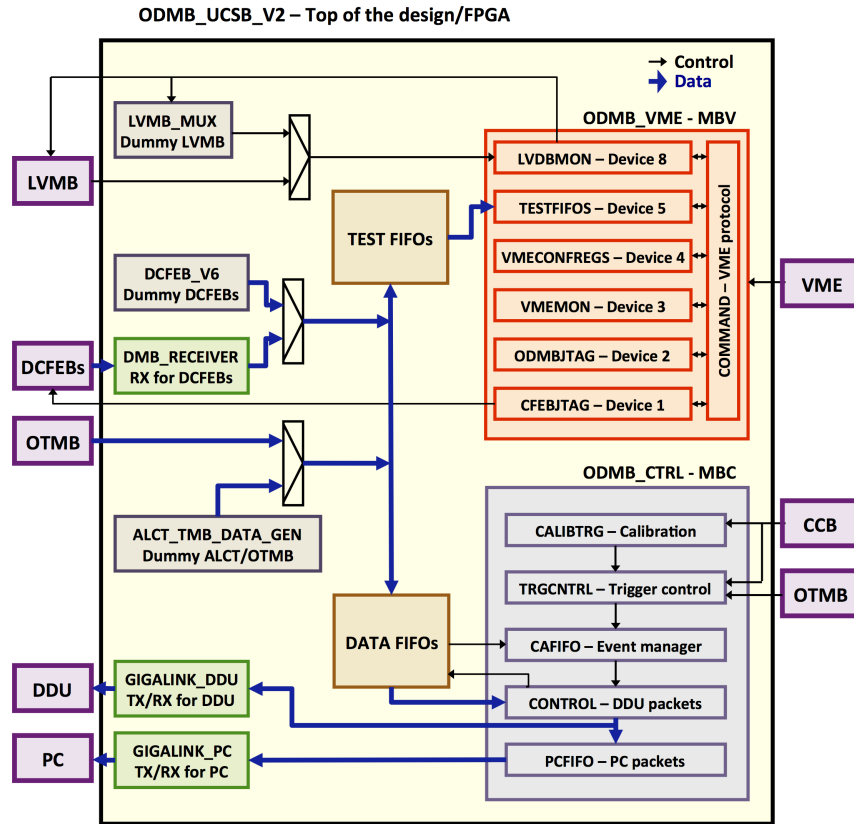 ODMB_UCSB_V2 – Top of the design/FPGA
Control
Data
LVMB_MUX
Dummy LVMB
LVMB
DCFEB_V6
Dummy DCFEBs
DCFEBs
DMB_RECEIVER
RX for DCFEBs
OTMB
ALCT_TMB_DATA_GEN
Dummy ALCT/OTMB
TEST FIFOs
DATA FIFOs
DDU
GIGALINK_DDU
TX/RX for DDU
PC
GIGALINK_PC
TX/RX for PC
ODMB_VME - MBV
LVDBMON – Device 8
TESTFIFOS – Device 5
VMECONFREGS – Device 4
VMEMON – Device 3
ODMBJTAG – Device 2
CFEBJTAG – Device 1
COMMAND – VME protocol
VME
ODMB_CTRL - MBC
CALIBTRG – Calibration
TRGCNTRL – Trigger control
CAFIFO – Event manager
CONTROL – DDU packets
PCFIFO – PC packets
CCB
OTMB